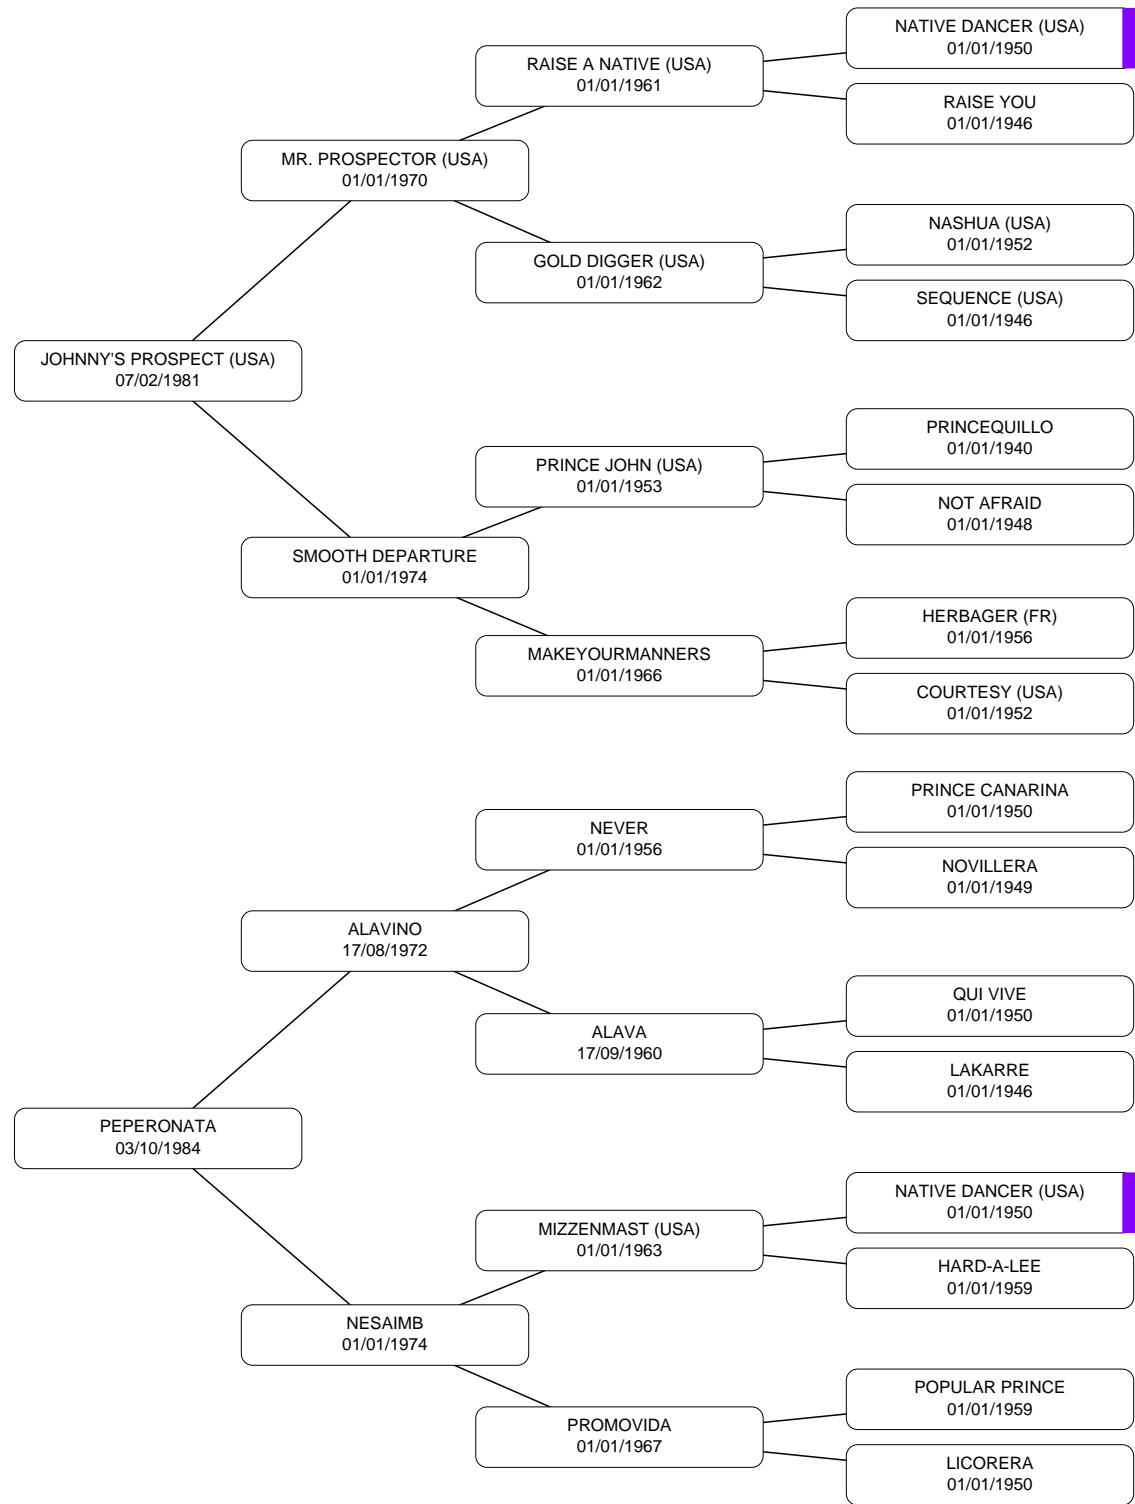 NATIVE DANCER (USA)
01/01/1950
RAISE A NATIVE (USA)
01/01/1961
RAISE YOU
01/01/1946
MR. PROSPECTOR (USA)
01/01/1970
NASHUA (USA)
01/01/1952
GOLD DIGGER (USA)
01/01/1962
SEQUENCE (USA)
01/01/1946
JOHNNY'S PROSPECT (USA)
07/02/1981
PRINCEQUILLO
01/01/1940
PRINCE JOHN (USA)
01/01/1953
NOT AFRAID
01/01/1948
SMOOTH DEPARTURE
01/01/1974
HERBAGER (FR)
01/01/1956
MAKEYOURMANNERS
01/01/1966
COURTESY (USA)
01/01/1952
PRINCE CANARINA
01/01/1950
NEVER
01/01/1956
NOVILLERA
01/01/1949
ALAVINO
17/08/1972
QUI VIVE
01/01/1950
ALAVA
17/09/1960
LAKARRE
01/01/1946
PEPERONATA
03/10/1984
NATIVE DANCER (USA)
01/01/1950
MIZZENMAST (USA)
01/01/1963
HARD-A-LEE
01/01/1959
NESAIMB
01/01/1974
POPULAR PRINCE
01/01/1959
PROMOVIDA
01/01/1967
LICORERA
01/01/1950